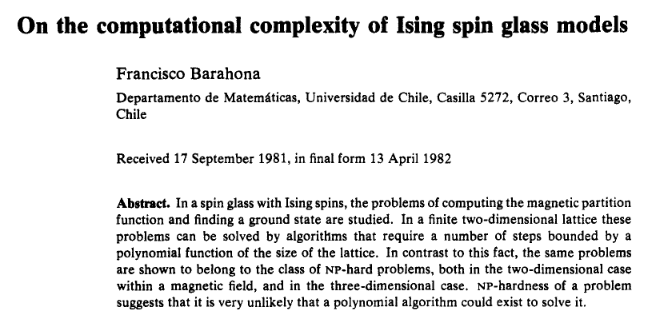 On the computational complexity of Ising spin glass models
Francisco Barahona
Departamento de Matemáticas, Universidad de Chile, Casilla 5272, Correo 3, Santiago,
Chile
Received 17 September 1981, in final form 13 April 1982
Abstract. In a spin glass with Ising spins, the problems of computing the magnetic partition
function and finding a ground state are studied. In a finite two-dimensional lattice these
problems can be solved by algorithms that require a number of steps bounded by a
polynomial function of the size of the lattice. In contrast to this fact, the same problems
are shown to belong to the class of NP-hard problems, both in the two-dimensional case
within a magnetic field, and in the three-dimensional case. NP-hardness of a problem
suggests that it is very unlikely that a polynomial algorithm could exist to solve it.